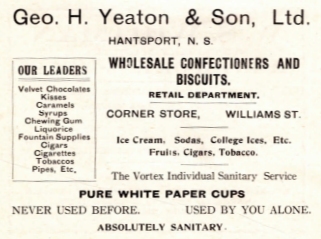 Geo. H. Yeaton & Son, Ltd.
HANTSPORT, N. S.
OUR LEADERS
Velvet Chocolates
Kisses
Caramels
Syrups
Chewing Gum
Liquorice
Fountain Supplies
Cigars
Cigarettes
Tobaccos
Pipes, Etc,
WHOLESALE CONFECTIONERS AND
BISCUITS.
RETAIL DEPARTMENT.
CORNER STORE, WILLIAMS ST.
Ice Cream, Sodas, College Ices, Etc.
Fruits, Cigars, Tobacco.
The Vortex Individual Sanitary Service
PURE WHITE PAPER CUPS
NEVER USED BEFORE. USED BY YOU ALONE.
ABSOLUTELY SANITARY.